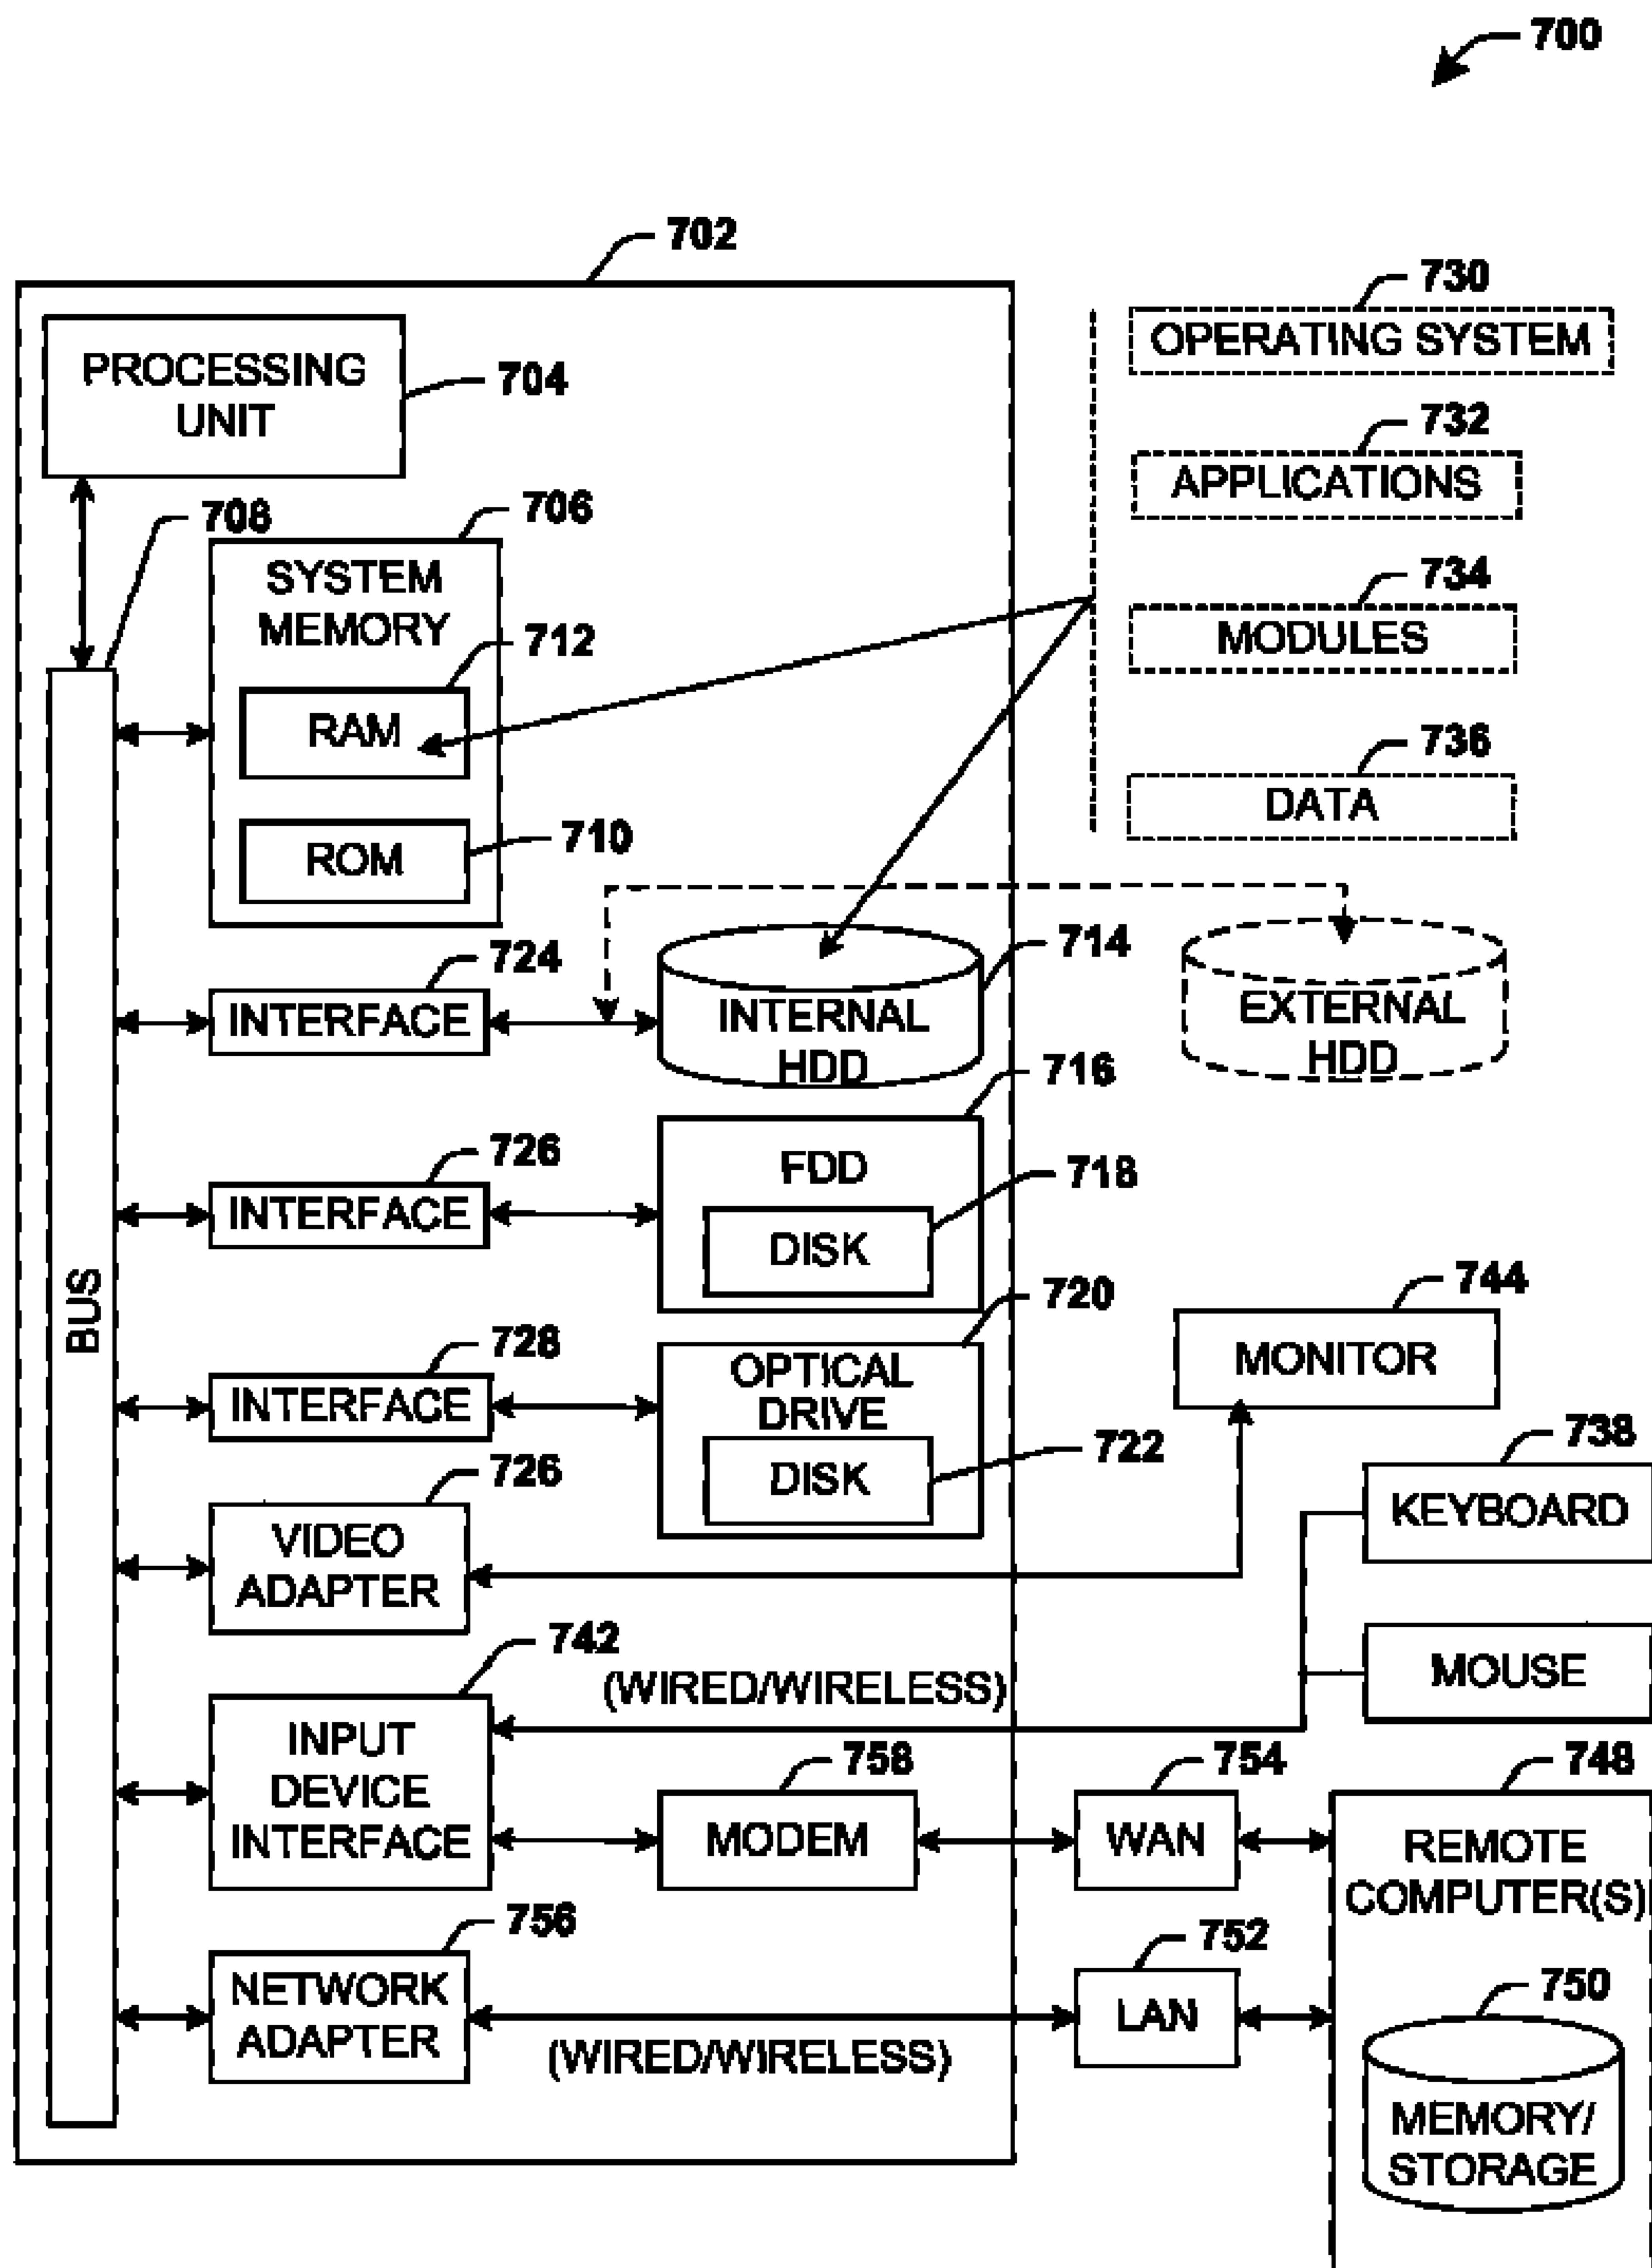 700
702
PROCESSING
UNIT
704
730
OPERATING SYSTEM
732
APPLICATIONS
734
MODULES
736
DATA
708
706
SYSTEM
MEMORY
712
RAM
710
ROM
BUS
724
INTERFACE
714
INTERNAL
HDD
EXTERNAL
HDD
726
INTERFACE
716
FDD
718
DISK
728
INTERFACE
720
OPTICAL
DRIVE
722
DISK
744
MONITOR
726
VIDEO
ADAPTER
738
KEYBOARD
MOUSE
742
INPUT
DEVICE
INTERFACE
(WIRED/WIRELESS)
758
MODEM
754
WAN
748
REMOTE
COMPUTER(S)
756
NETWORK
ADAPTER
(WIRED/WIRELESS)
752
LAN
750
MEMORY/
STORAGE